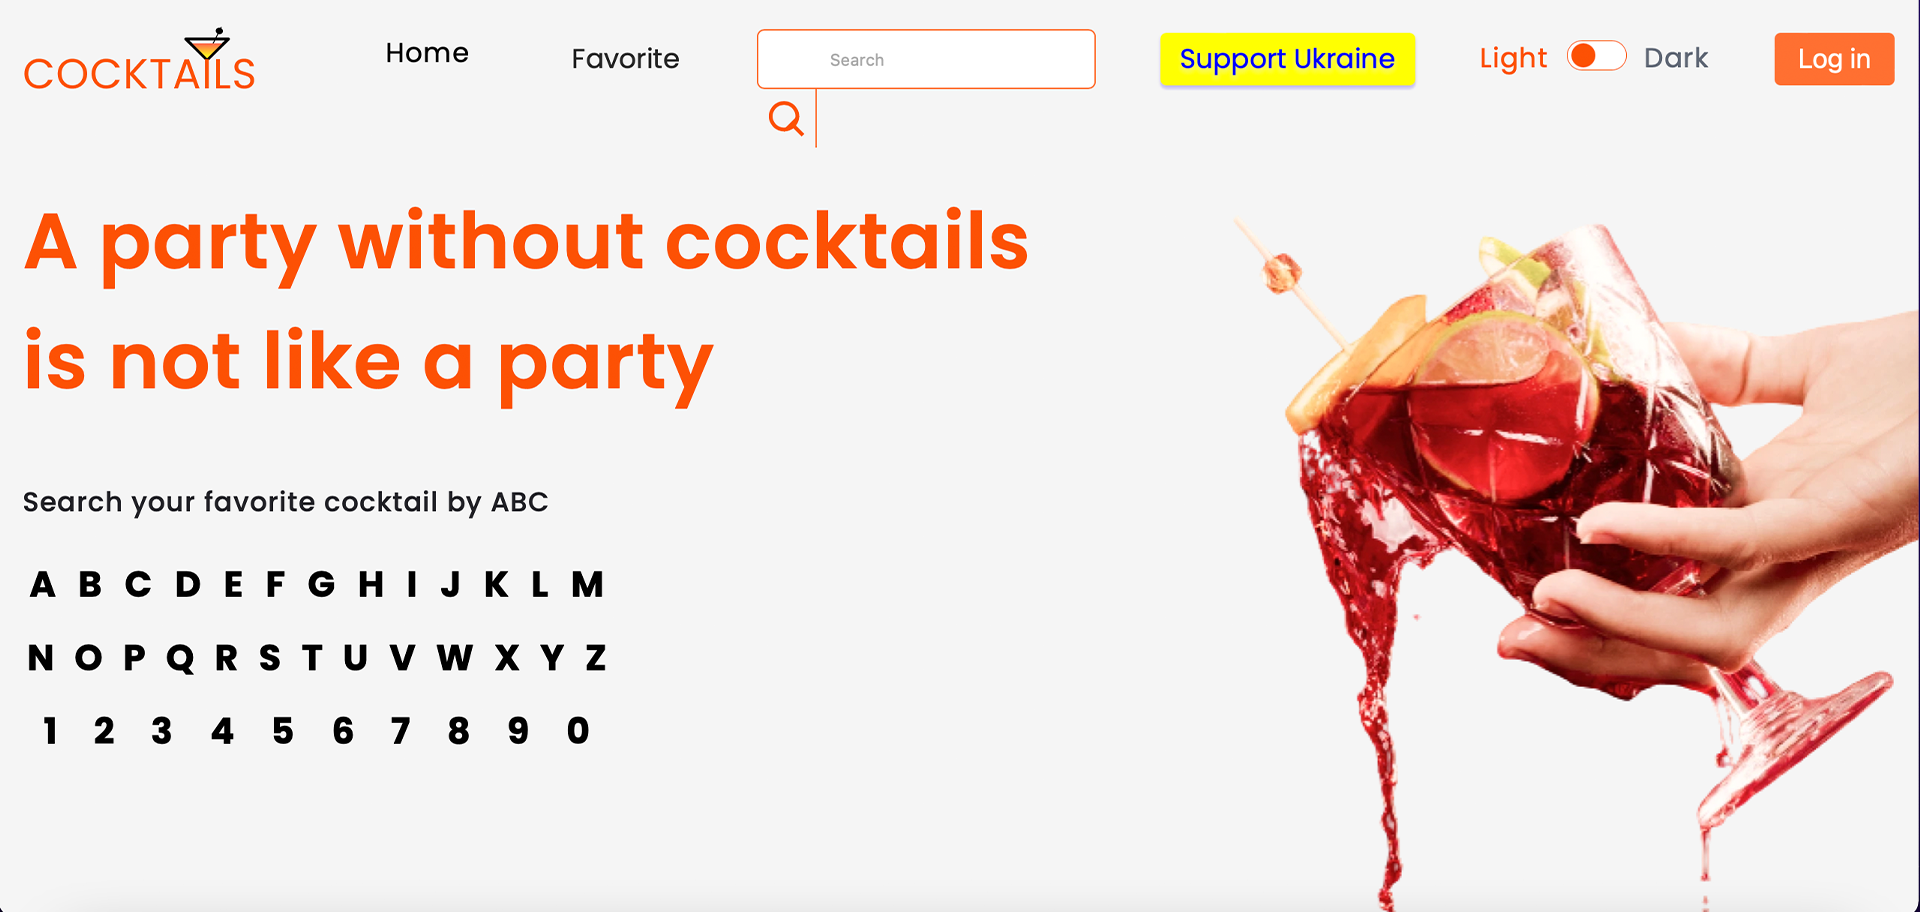 COCKTAILS
Home
Favorite
Search
Support Ukraine
Light
Dark
Log in
A party without cocktails
is not like a party
Search your favorite cocktail by ABC
A B C D E F G H I J K L M
N O P Q R S T U V W X Y Z
1 2 3 4 5 6 7 8 9 0